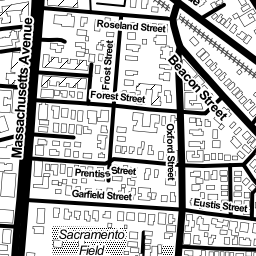 Roseland Street
Massachusetts Avenue
Frost Street
Beacon Street
Forest Street
Oxford Street
Prentiss Street
Garfield Street
Eustis Street
Sacramento
Field